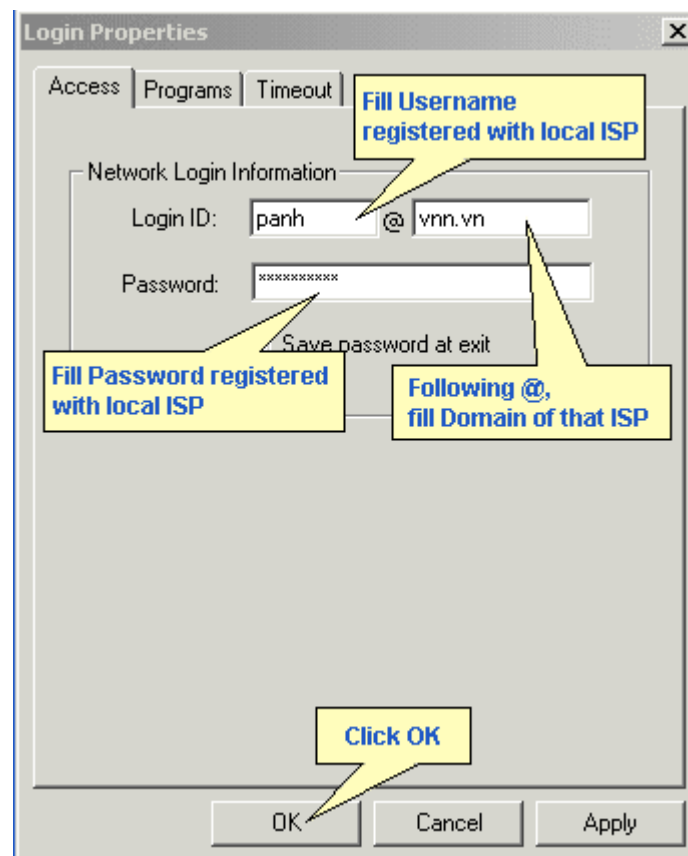 Login Properties
Access Programs Timeout
Fill Username
registered with local ISP
Network Login Information
Login ID: panh @ vnn.vn
Password: **********
Save password at exit
Fill Password registered
with local ISP
Following @,
fill Domain of that ISP
Click OK
OK Cancel Apply